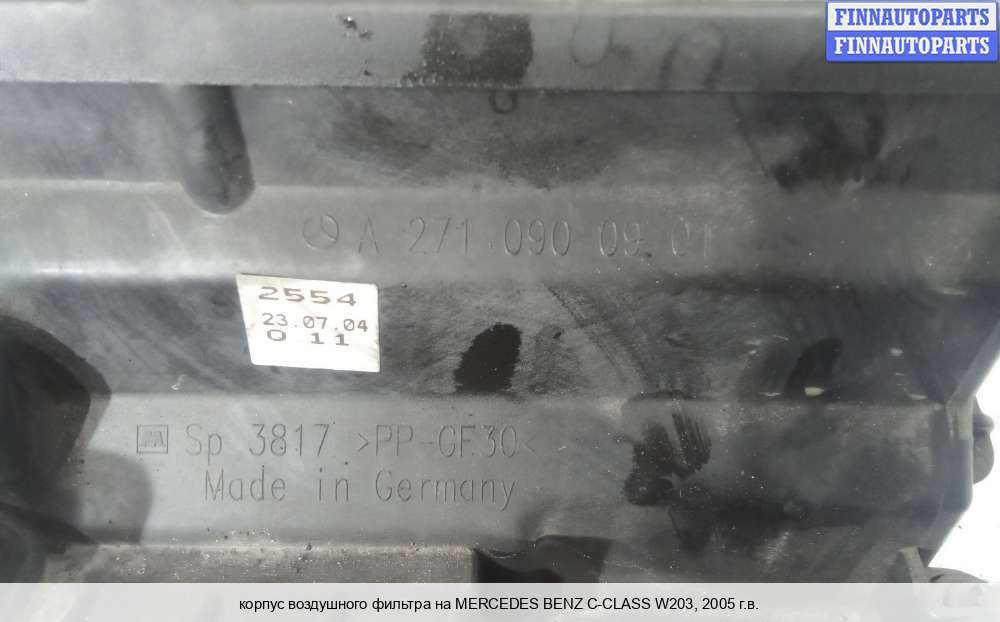 FINNAUTOPARTS
FINNAUTOPARTS
A 271 090 09 01
2554
23.07.04
0 11
Sp 3817 >PP-GF30<
Made in Germany
корпус воздушного фильтра на MERCEDES BENZ C-CLASS W203, 2005 г.в.